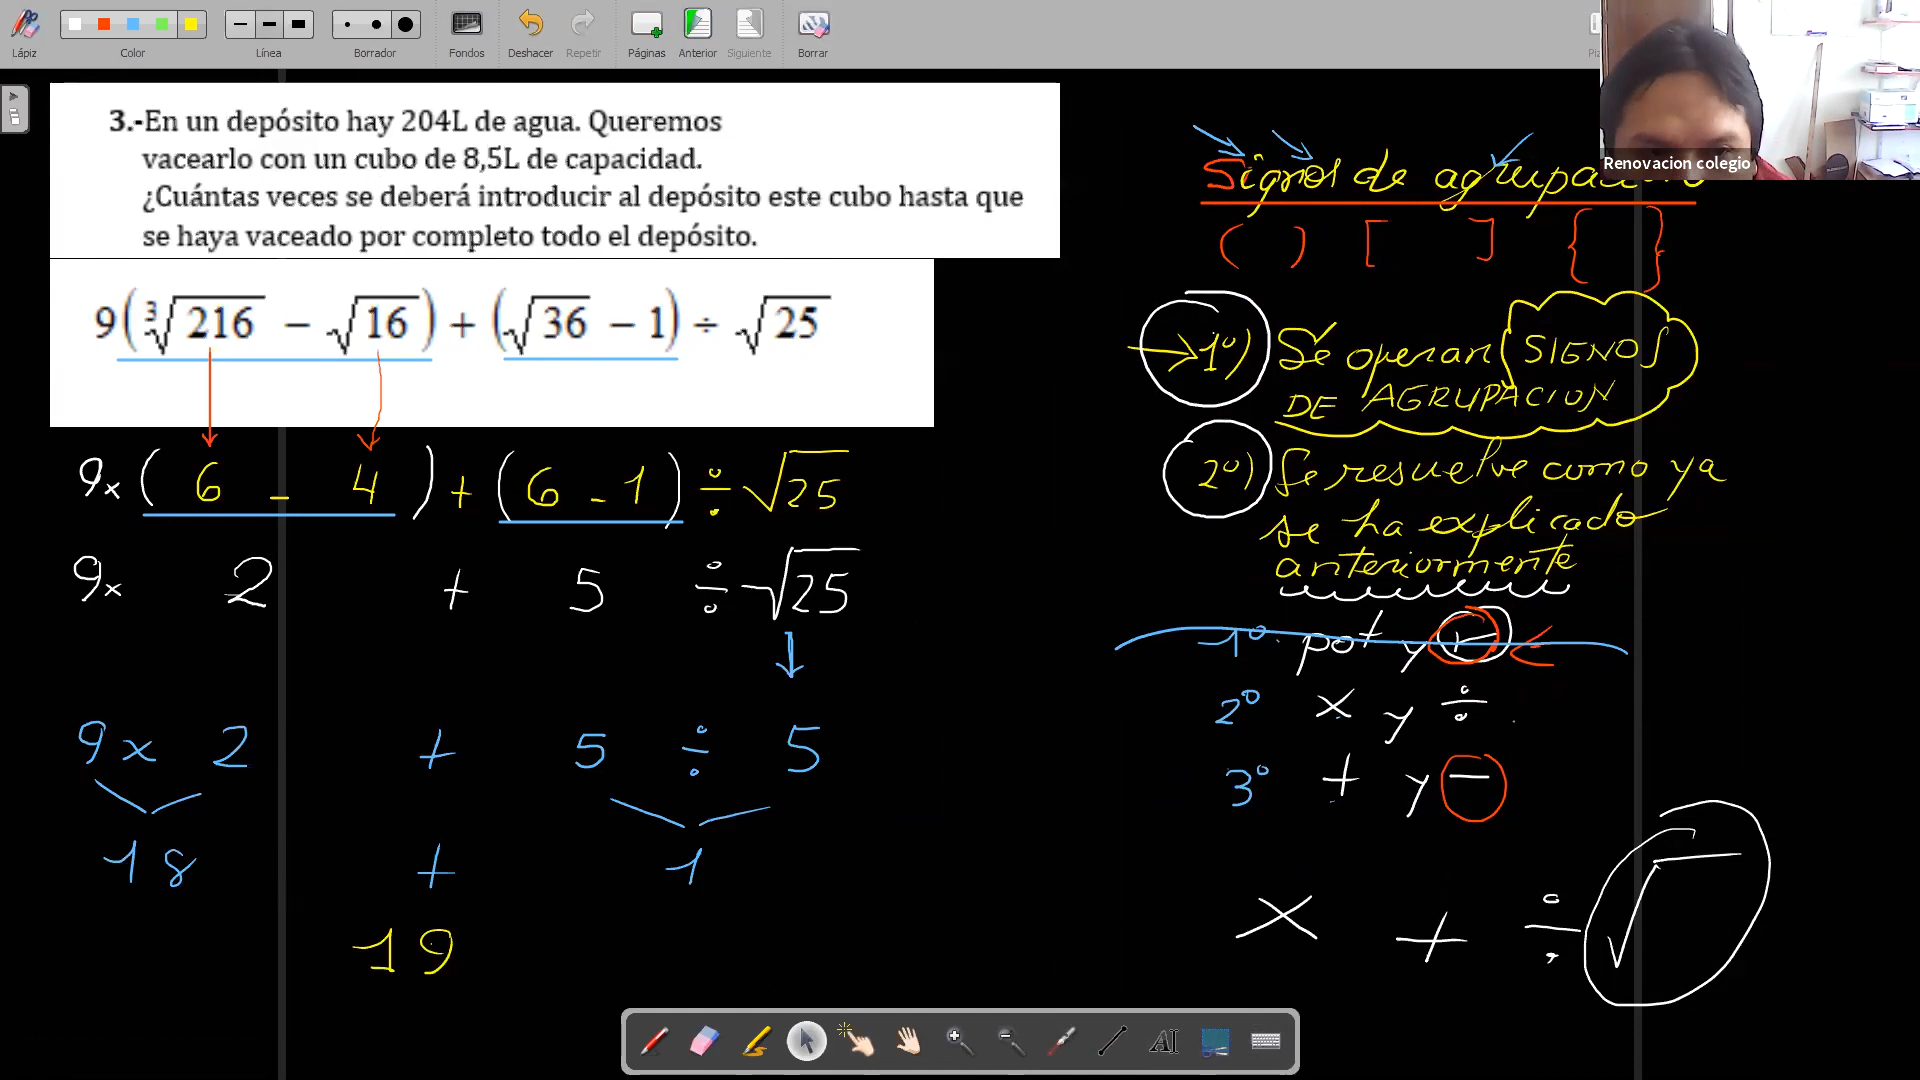 Lápiz
Color
Línea
Borrador
Fondos
Deshacer
Repetir
Páginas
Anterior
Siguiente
Borrar
Renovacion colegio
3.-En un depósito hay 204L de agua. Queremos
vacearlo con un cubo de 8,5L de capacidad.
¿Cuántas veces se deberá introducir al depósito este cubo hasta que
se haya vaceado por completo todo el depósito.
9(∛216 − √16) + (√36 − 1) ÷ √25
9x (6 - 4) + (6 - 1) ÷ √25
9x 2 + 5 ÷ √25
9 x 2 + 5 ÷ 5
18 + 1
19
Signos de agrupación
( ) [ ] { }
→1º) Se operan SIGNOS
DE AGRUPACION
2º) Se resuelve como ya
se ha explicado
anteriormente
1º. pot y √
2º x y ÷
3º + y −
x + ÷ √
AI